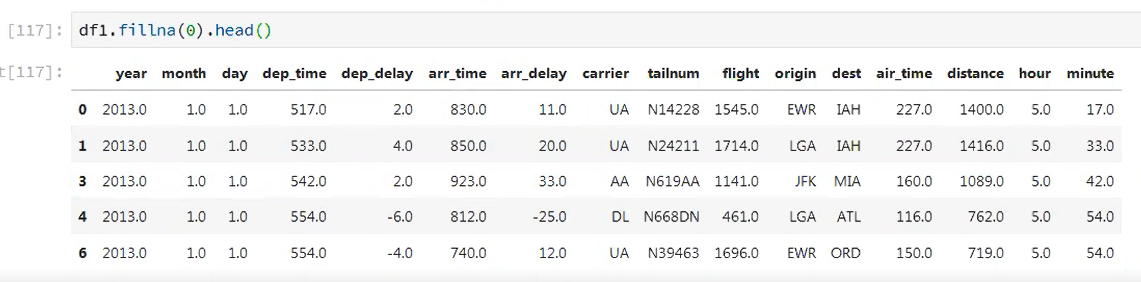 [117]: df1.fillna(0).head()
t[117]:
year month day dep_time dep_delay arr_time arr_delay carrier tailnum flight origin dest air_time distance hour minute
0 2013.0 1.0 1.0 517.0 2.0 830.0 11.0 UA N14228 1545.0 EWR IAH 227.0 1400.0 5.0 17.0
1 2013.0 1.0 1.0 533.0 4.0 850.0 20.0 UA N24211 1714.0 LGA IAH 227.0 1416.0 5.0 33.0
3 2013.0 1.0 1.0 542.0 2.0 923.0 33.0 AA N619AA 1141.0 JFK MIA 160.0 1089.0 5.0 42.0
4 2013.0 1.0 1.0 554.0 -6.0 812.0 -25.0 DL N668DN 461.0 LGA ATL 116.0 762.0 5.0 54.0
6 2013.0 1.0 1.0 554.0 -4.0 740.0 12.0 UA N39463 1696.0 EWR ORD 150.0 719.0 5.0 54.0